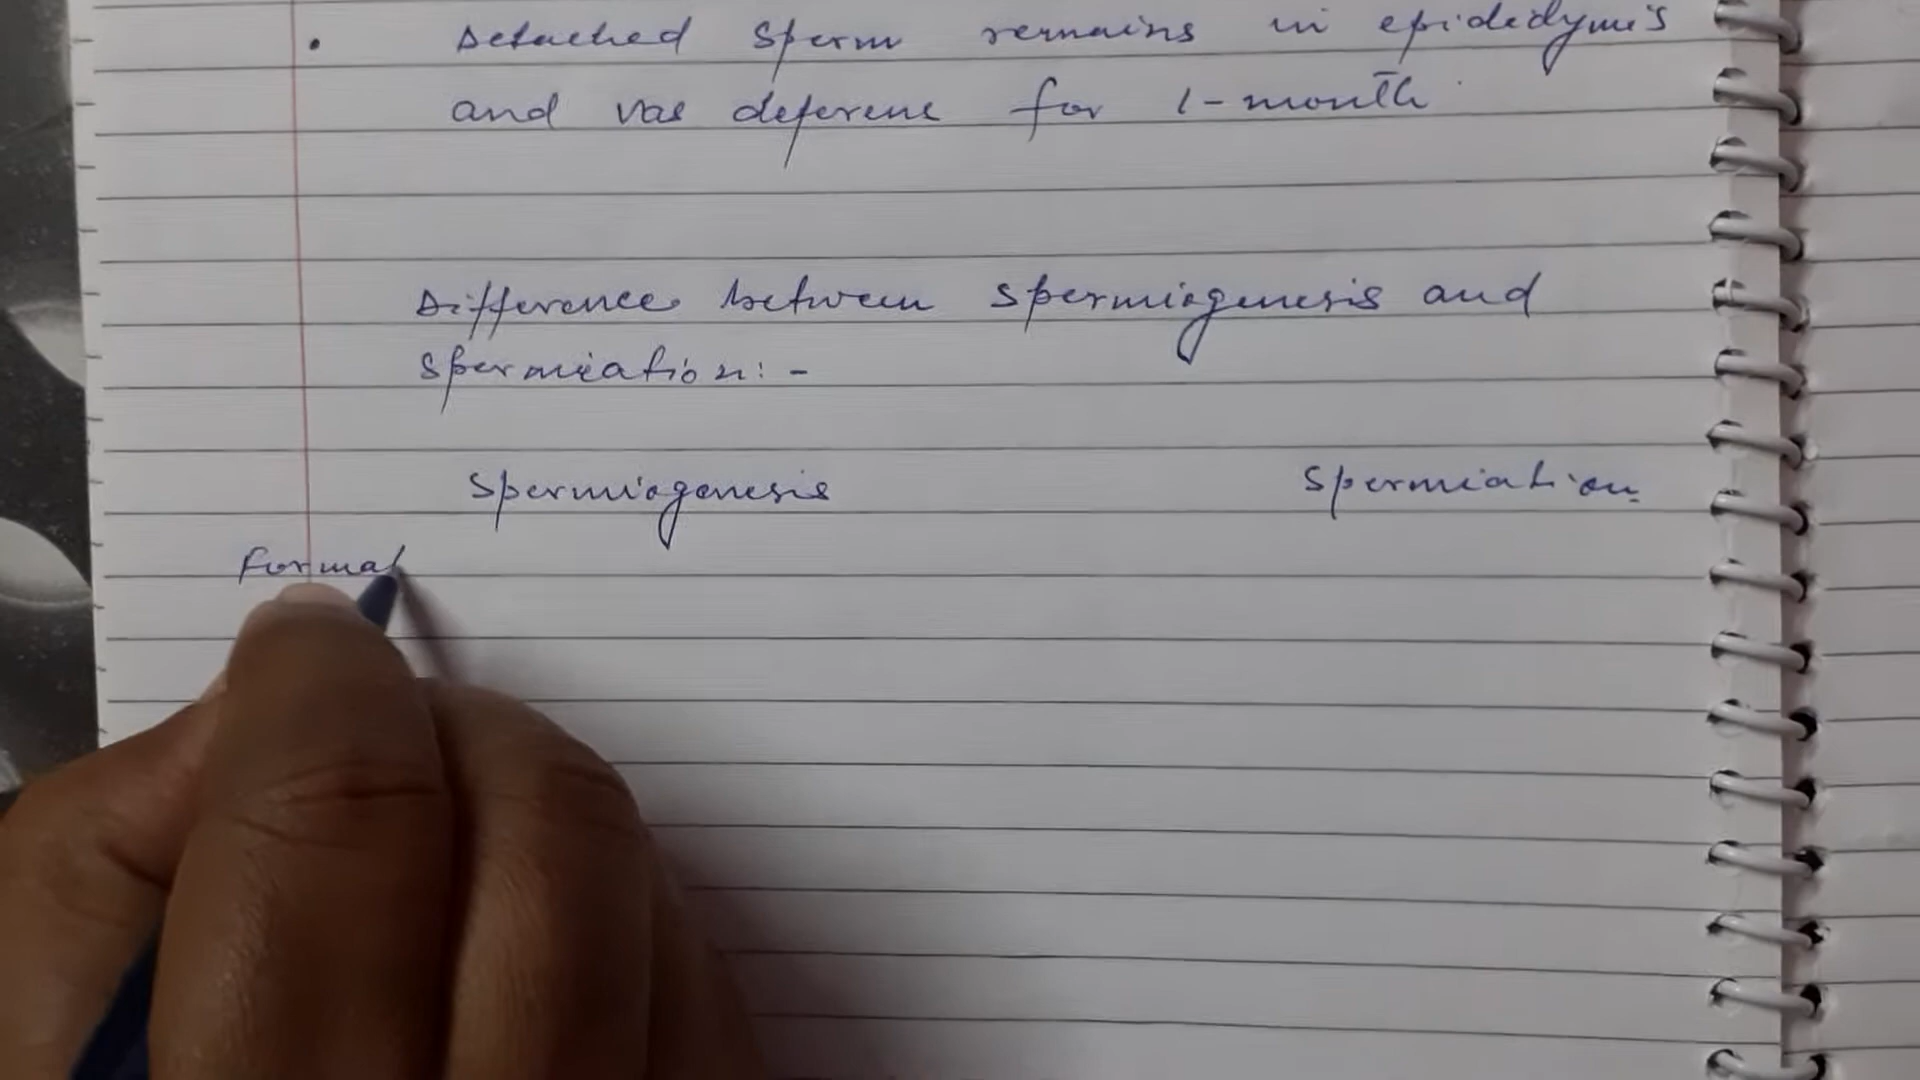 • Detached sperm remains in epididymis
and vas deferens for 1-month
Difference between spermiogenesis and
spermiation:-
Spermiogenesis Spermiation
Format